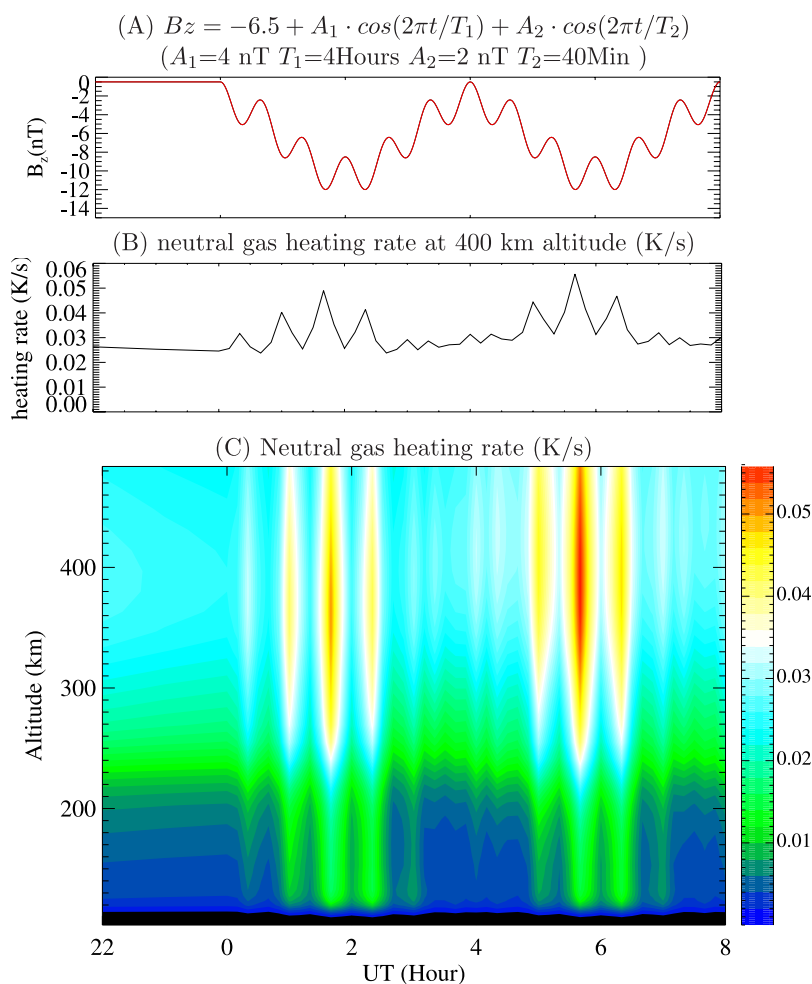 (A) Bz = −6.5 + A₁ · cos(2πt/T₁) + A₂ · cos(2πt/T₂)
(A₁=4 nT T₁=4Hours A₂=2 nT T₂=40Min )
0
-2
-4
-6
-8
-10
-12
-14
B_z(nT)
(B) neutral gas heating rate at 400 km altitude (K/s)
0.06
0.05
0.04
0.03
0.02
0.01
0.00
heating rate (K/s)
(C) Neutral gas heating rate (K/s)
400
300
200
Altitude (km)
0.05
0.04
0.03
0.02
0.01
22 0 2 4 6 8
UT (Hour)